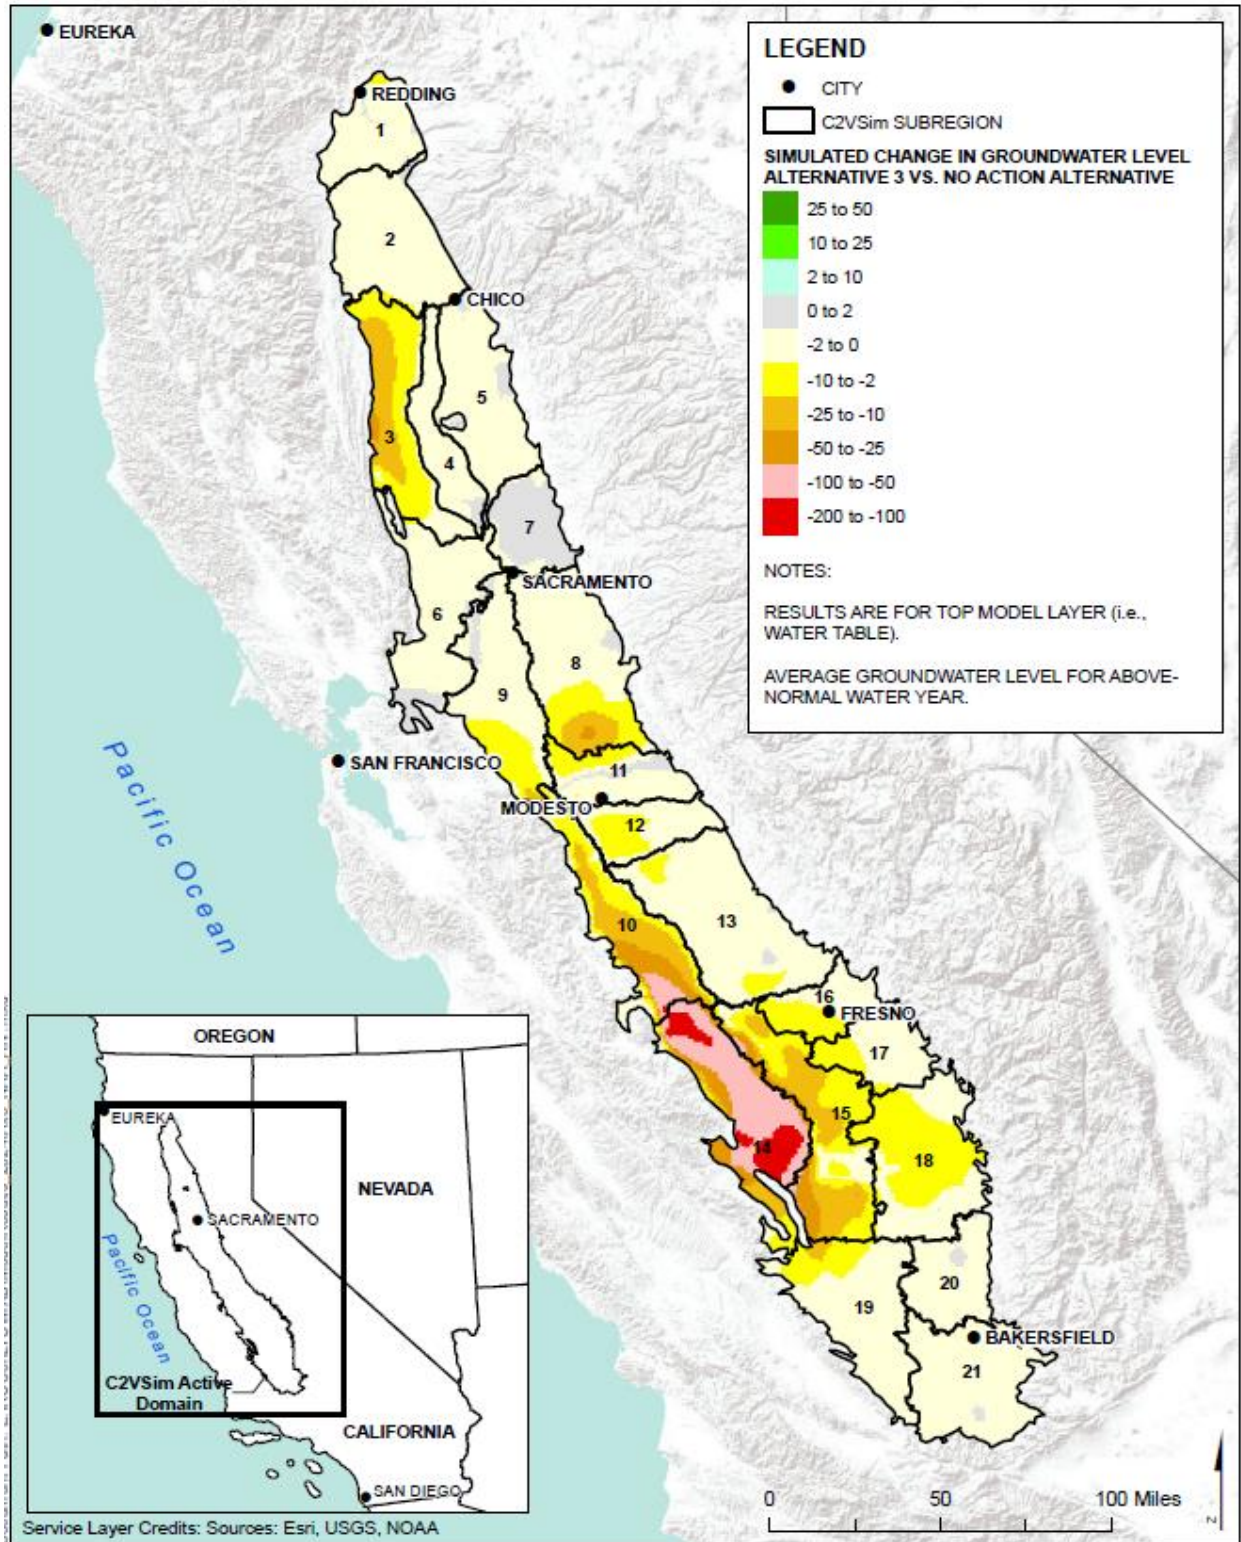 EUREKA
REDDING
1
2
CHICO
3
4
5
7
SACRAMENTO
6
8
9
SAN FRANCISCO
11
MODESTO
12
10
13
16
FRESNO
17
15
14
18
19
20
BAKERSFIELD
21
Pacific Ocean
LEGEND
CITY
C2VSim SUBREGION
SIMULATED CHANGE IN GROUNDWATER LEVEL
ALTERNATIVE 3 VS. NO ACTION ALTERNATIVE
25 to 50
10 to 25
2 to 10
0 to 2
-2 to 0
-10 to -2
-25 to -10
-50 to -25
-100 to -50
-200 to -100
NOTES:
RESULTS ARE FOR TOP MODEL LAYER (i.e.,
WATER TABLE).
AVERAGE GROUNDWATER LEVEL FOR ABOVE-
NORMAL WATER YEAR.
OREGON
EUREKA
NEVADA
SACRAMENTO
Pacific Ocean
C2VSim Active
Domain
CALIFORNIA
SAN DIEGO
0 50 100 Miles
Z
Service Layer Credits: Sources: Esri, USGS, NOAA